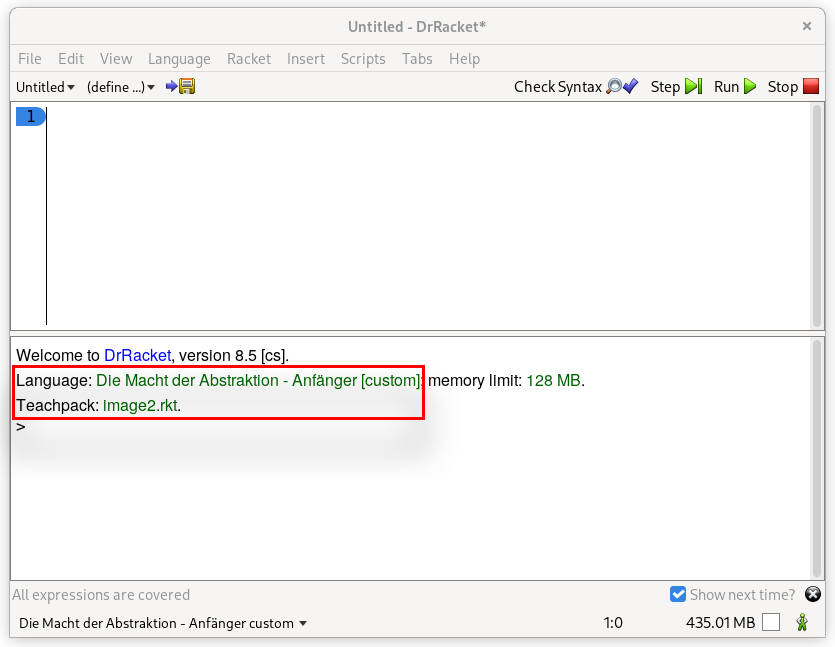 Untitled - DrRacket*
File Edit View Language Racket Insert Scripts Tabs Help
Untitled (define ...) Check Syntax Step Run Stop
1
Welcome to DrRacket, version 8.5 [cs].
Language: Die Macht der Abstraktion - Anfänger [custom]; memory limit: 128 MB.
Teachpack: image2.rkt.
>
All expressions are covered Show next time?
Die Macht der Abstraktion - Anfänger custom 1:0 435.01 MB